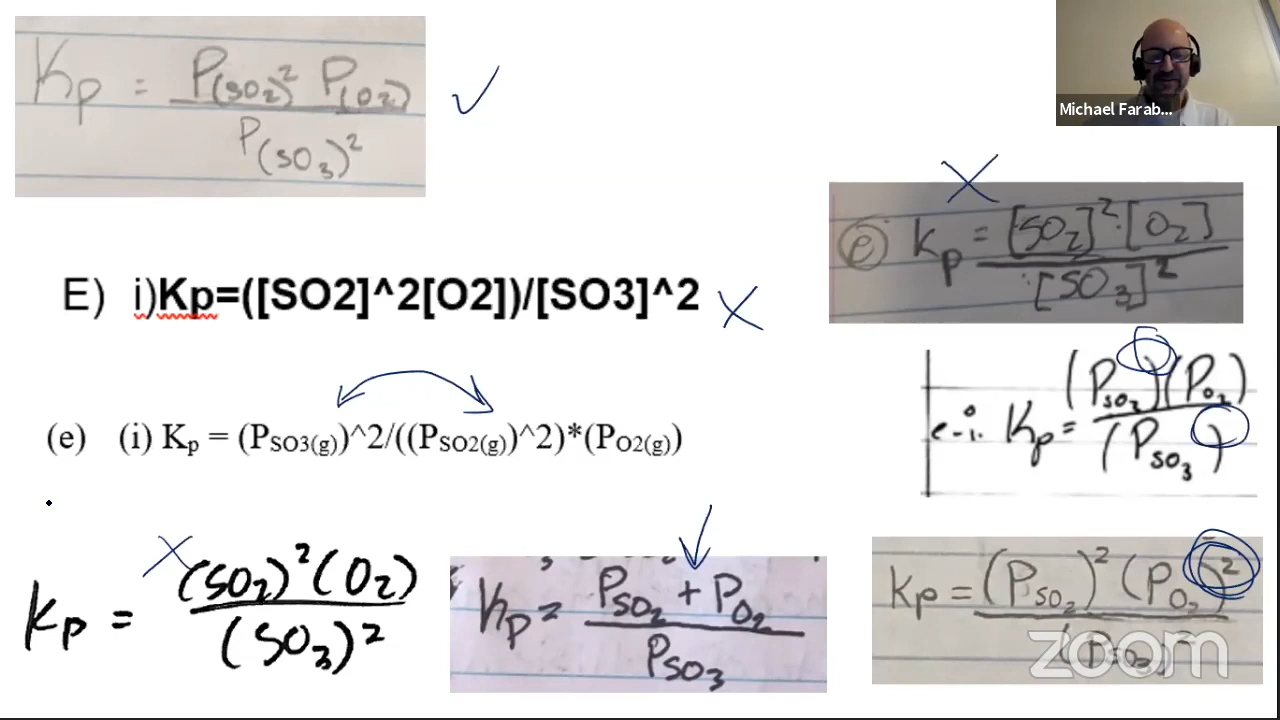 Kp = P(SO2)² P(O2)
P(SO3)²
Michael Farab...
e Kp = [SO2]²·[O2]
[SO3]²
E) i)Kp=([SO2]^2[O2])/[SO3]^2
e-i. Kp= (PSO2)(PO2)
(PSO3)
(e) (i) Kp = (PSO3(g))^2/((PSO2(g))^2)*(PO2(g))
Kp = (SO2)²(O2)
(SO3)²
Kp = PSO2 + PO2
PSO3
Kp = (PSO2)² (PO2)²
(PSO3)²
zoom